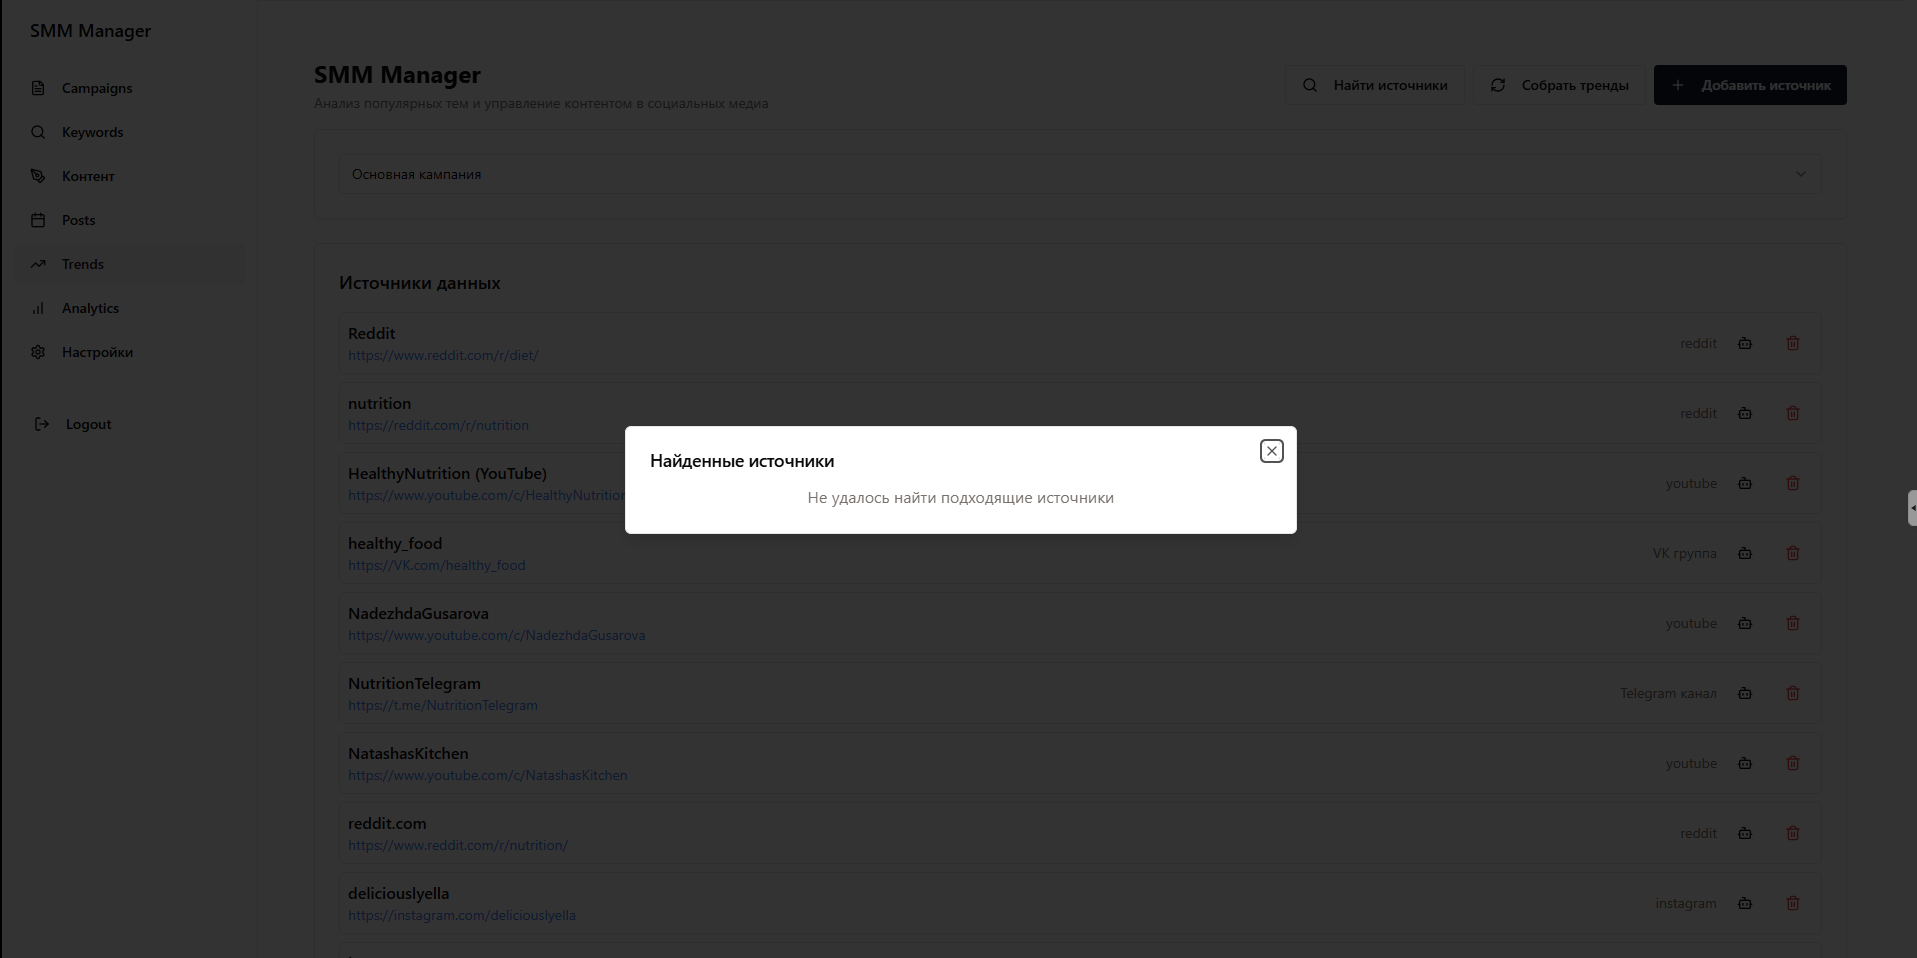 SMM Manager
Campaigns
Keywords
Контент
Posts
Trends
Analytics
Настройки
Logout
SMM Manager
Анализ популярных тем и управление контентом в социальных медиа
Найти источники
Собрать тренды
Добавить источник
Основная кампания
Источники данных
Reddit
https://www.reddit.com/r/diet/
reddit
nutrition
https://reddit.com/r/nutrition
reddit
HealthyNutrition (YouTube)
https://www.youtube.com/c/HealthyNutrition
youtube
Найденные источники
Не удалось найти подходящие источники
healthy_food
https://VK.com/healthy_food
VK группа
NadezhdaGusarova
https://www.youtube.com/c/NadezhdaGusarova
youtube
NutritionTelegram
https://t.me/NutritionTelegram
Telegram канал
NatashasKitchen
https://www.youtube.com/c/NatashasKitchen
youtube
reddit.com
https://www.reddit.com/r/nutrition/
reddit
deliciouslyella
https://instagram.com/deliciouslyella
instagram